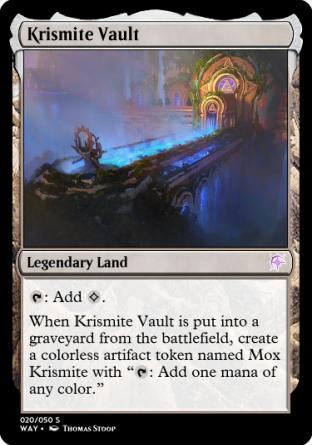 Krismite Vault
Legendary Land
: Add .
When Krismite Vault is put into a
graveyard from the battlefield, create
a colorless artifact token named Mox
Krismite with “: Add one mana of
any color.”
020/050 S
WAY • Thomas Stoop